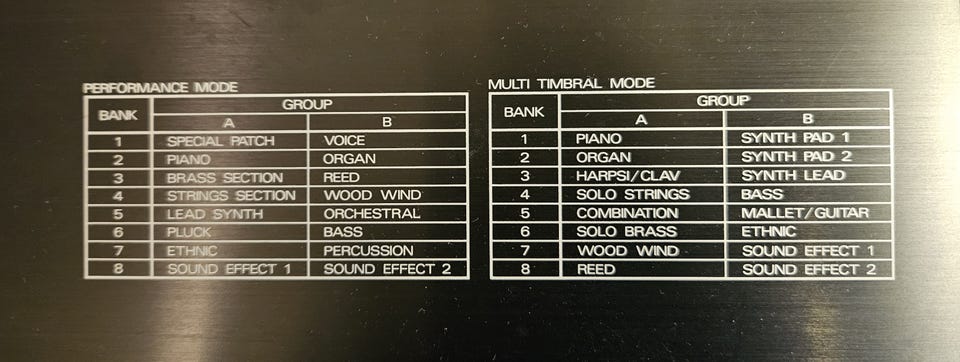 PERFORMANCE MODE
BANK GROUP
A B
1 SPECIAL PATCH VOICE
2 PIANO ORGAN
3 BRASS SECTION REED
4 STRINGS SECTION WOOD WIND
5 LEAD SYNTH ORCHESTRAL
6 PLUCK BASS
7 ETHNIC PERCUSSION
8 SOUND EFFECT 1 SOUND EFFECT 2
MULTI TIMBRAL MODE
BANK GROUP
A B
1 PIANO SYNTH PAD 1
2 ORGAN SYNTH PAD 2
3 HARPSI/CLAV SYNTH LEAD
4 SOLO STRINGS BASS
5 COMBINATION MALLET/GUITAR
6 SOLO BRASS ETHNIC
7 WOOD WIND SOUND EFFECT 1
8 REED SOUND EFFECT 2